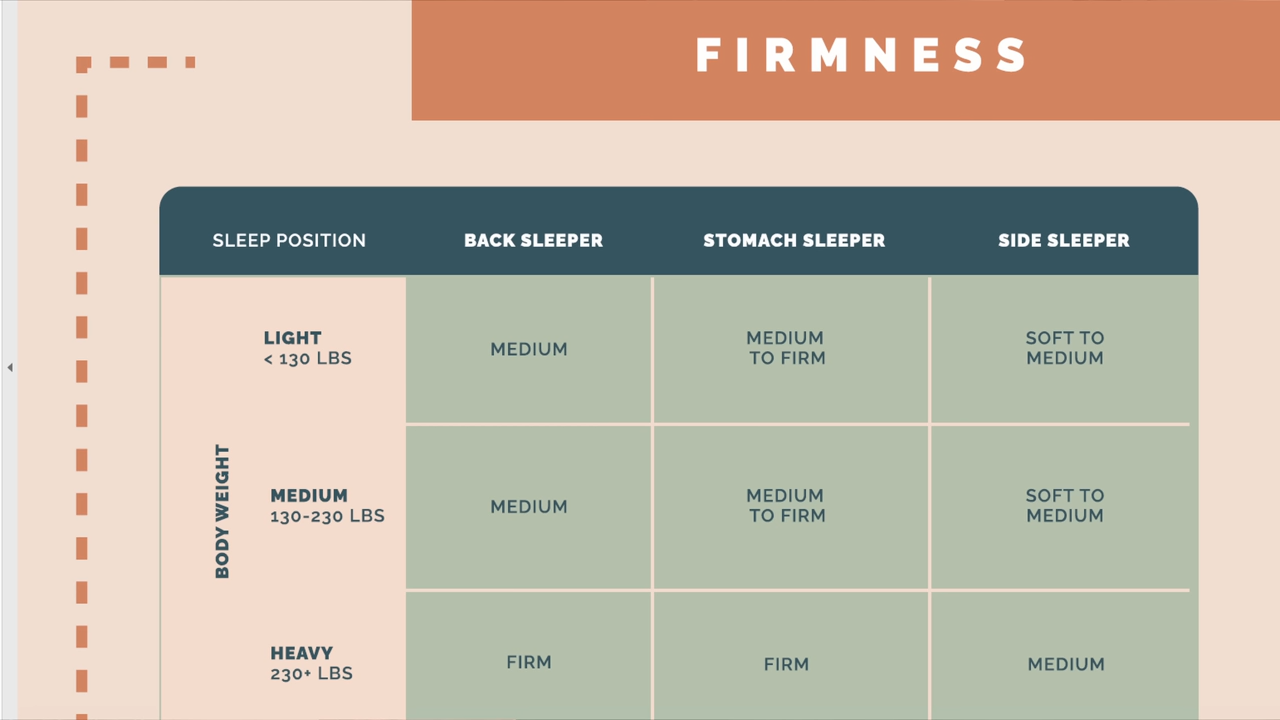 FIRMNESS
SLEEP POSITION BACK SLEEPER STOMACH SLEEPER SIDE SLEEPER
BODY WEIGHT
LIGHT
< 130 LBS
MEDIUM
MEDIUM
TO FIRM
SOFT TO
MEDIUM
MEDIUM
130-230 LBS
MEDIUM
MEDIUM
TO FIRM
SOFT TO
MEDIUM
HEAVY
230+ LBS
FIRM
FIRM
MEDIUM